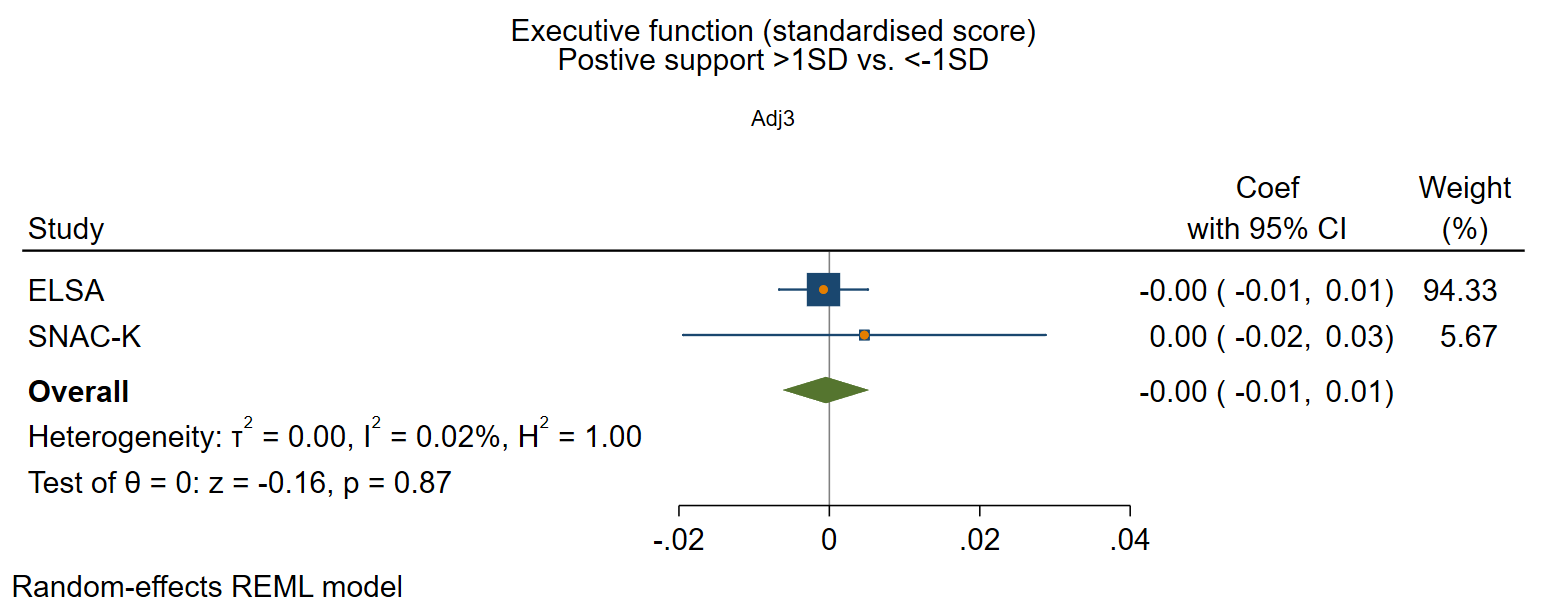 Executive function (standardised score)
Postive support >1SD vs. <-1SD
Adj3
Coef Weight
Study with 95% CI (%)
ELSA -0.00 ( -0.01, 0.01) 94.33
SNAC-K 0.00 ( -0.02, 0.03) 5.67
Overall -0.00 ( -0.01, 0.01)
Heterogeneity: τ² = 0.00, I² = 0.02%, H² = 1.00
Test of θ = 0: z = -0.16, p = 0.87
-.02 0 .02 .04
Random-effects REML model